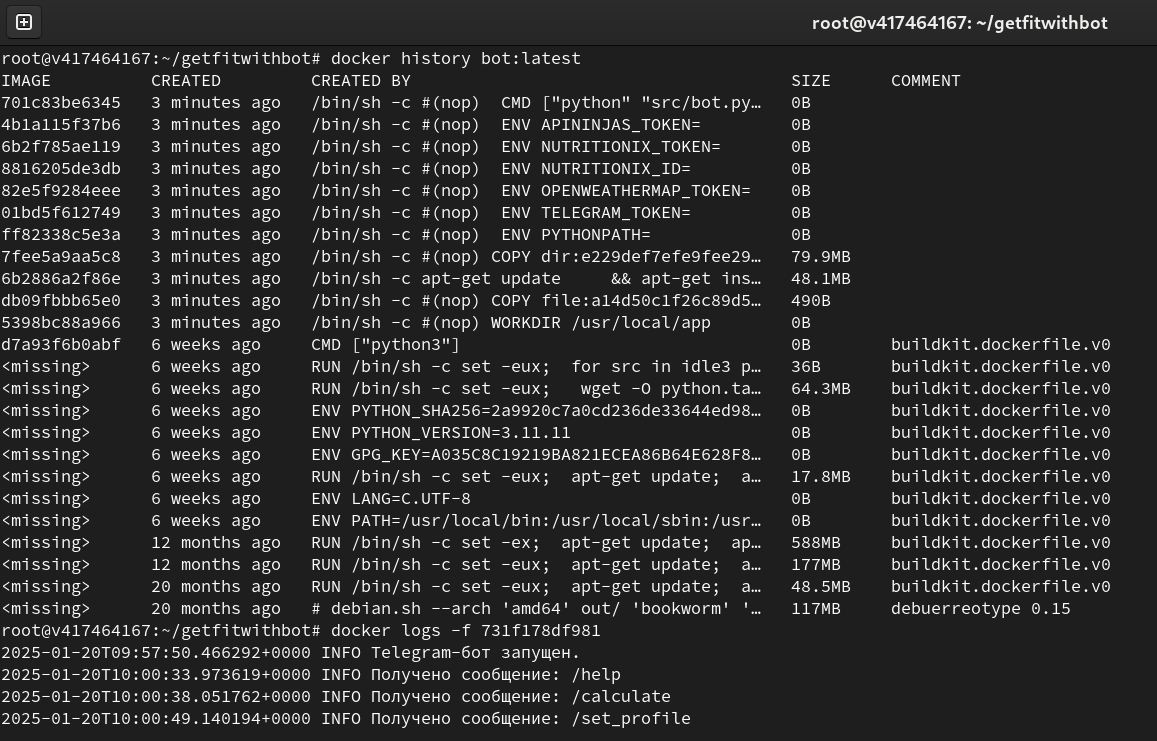 root@v417464167: ~/getfitwithbot
root@v417464167:~/getfitwithbot# docker history bot:latest
IMAGE CREATED CREATED BY SIZE COMMENT
701c83be6345 3 minutes ago /bin/sh -c #(nop) CMD ["python" "src/bot.py… 0B
4b1a115f37b6 3 minutes ago /bin/sh -c #(nop) ENV APININJAS_TOKEN= 0B
6b2f785ae119 3 minutes ago /bin/sh -c #(nop) ENV NUTRITIONIX_TOKEN= 0B
8816205de3db 3 minutes ago /bin/sh -c #(nop) ENV NUTRITIONIX_ID= 0B
82e5f9284eee 3 minutes ago /bin/sh -c #(nop) ENV OPENWEATHERMAP_TOKEN= 0B
01bd5f612749 3 minutes ago /bin/sh -c #(nop) ENV TELEGRAM_TOKEN= 0B
ff82338c5e3a 3 minutes ago /bin/sh -c #(nop) ENV PYTHONPATH= 0B
7fee5a9aa5c8 3 minutes ago /bin/sh -c #(nop) COPY dir:e229def7efe9fee29… 79.9MB
6b2886a2f86e 3 minutes ago /bin/sh -c apt-get update && apt-get ins… 48.1MB
db09fbbb65e0 3 minutes ago /bin/sh -c #(nop) COPY file:a14d50c1f26c89d5… 490B
5398bc88a966 3 minutes ago /bin/sh -c #(nop) WORKDIR /usr/local/app 0B
d7a93f6b0abf 6 weeks ago CMD ["python3"] 0B buildkit.dockerfile.v0
<missing> 6 weeks ago RUN /bin/sh -c set -eux; for src in idle3 p… 36B buildkit.dockerfile.v0
<missing> 6 weeks ago RUN /bin/sh -c set -eux; wget -O python.ta… 64.3MB buildkit.dockerfile.v0
<missing> 6 weeks ago ENV PYTHON_SHA256=2a9920c7a0cd236de33644ed98… 0B buildkit.dockerfile.v0
<missing> 6 weeks ago ENV PYTHON_VERSION=3.11.11 0B buildkit.dockerfile.v0
<missing> 6 weeks ago ENV GPG_KEY=A035C8C19219BA821ECEA86B64E628F8… 0B buildkit.dockerfile.v0
<missing> 6 weeks ago RUN /bin/sh -c set -eux; apt-get update; a… 17.8MB buildkit.dockerfile.v0
<missing> 6 weeks ago ENV LANG=C.UTF-8 0B buildkit.dockerfile.v0
<missing> 6 weeks ago ENV PATH=/usr/local/bin:/usr/local/sbin:/usr… 0B buildkit.dockerfile.v0
<missing> 12 months ago RUN /bin/sh -c set -ex; apt-get update; ap… 588MB buildkit.dockerfile.v0
<missing> 12 months ago RUN /bin/sh -c set -eux; apt-get update; a… 177MB buildkit.dockerfile.v0
<missing> 20 months ago RUN /bin/sh -c set -eux; apt-get update; a… 48.5MB buildkit.dockerfile.v0
<missing> 20 months ago # debian.sh --arch 'amd64' out/ 'bookworm' '… 117MB debuerreotype 0.15
root@v417464167:~/getfitwithbot# docker logs -f 731f178df981
2025-01-20T09:57:50.466292+0000 INFO Telegram-бот запущен.
2025-01-20T10:00:33.973619+0000 INFO Получено сообщение: /help
2025-01-20T10:00:38.051762+0000 INFO Получено сообщение: /calculate
2025-01-20T10:00:49.140194+0000 INFO Получено сообщение: /set_profile